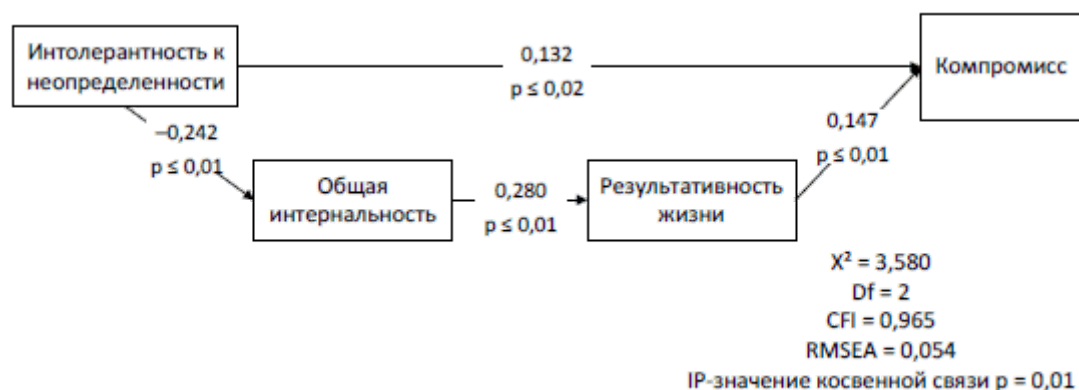 Интолерантность к
неопределенности
0,132
p ≤ 0,02
Компромисс
–0,242
p ≤ 0,01
0,147
p ≤ 0,01
Общая
интернальность
0,280
p ≤ 0,01
Результативность
жизни
X² = 3,580
Df = 2
CFI = 0,965
RMSEA = 0,054
IP-значение косвенной связи p = 0,01